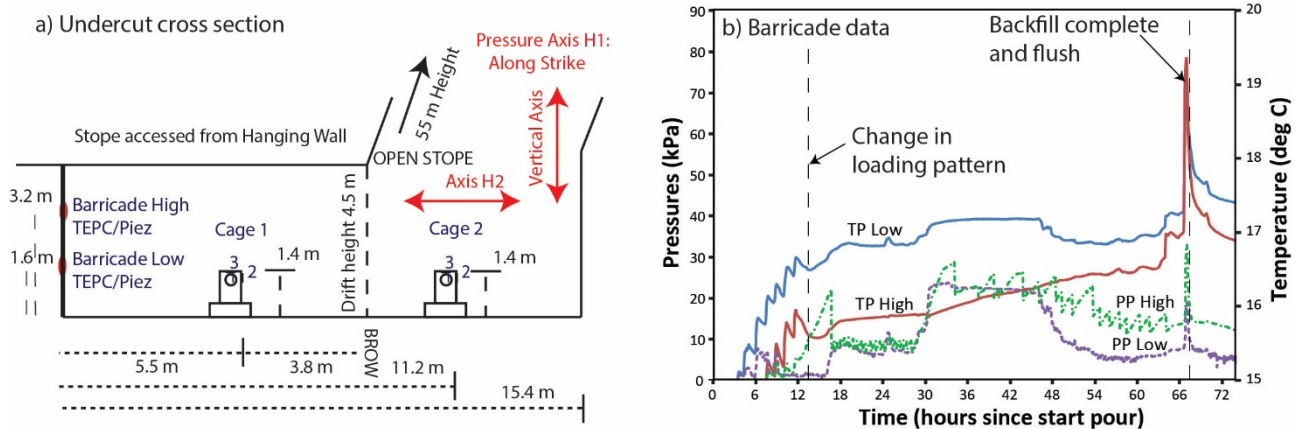 a) Undercut cross section
Pressure Axis H1:
Along Strike
55 m Height
Vertical Axis
Stope accessed from Hanging Wall
OPEN STOPE
Axis H2
3.2 m
Barricade High
TEPC/Piez
Cage 1
Drift height 4.5 m
Cage 2
1.6 m
Barricade Low
TEPC/Piez
3
2
1.4 m
3
2
1.4 m
BROW
5.5 m
3.8 m
11.2 m
15.4 m
b) Barricade data
Backfill complete
and flush
Change in
loading pattern
TP Low
TP High
PP High
PP Low
Pressures (kPa)
90
80
70
60
50
40
30
20
10
0
Temperature (deg C)
20
19
18
17
16
15
0 6 12 18 24 30 36 42 48 54 60 66 72
Time (hours since start pour)